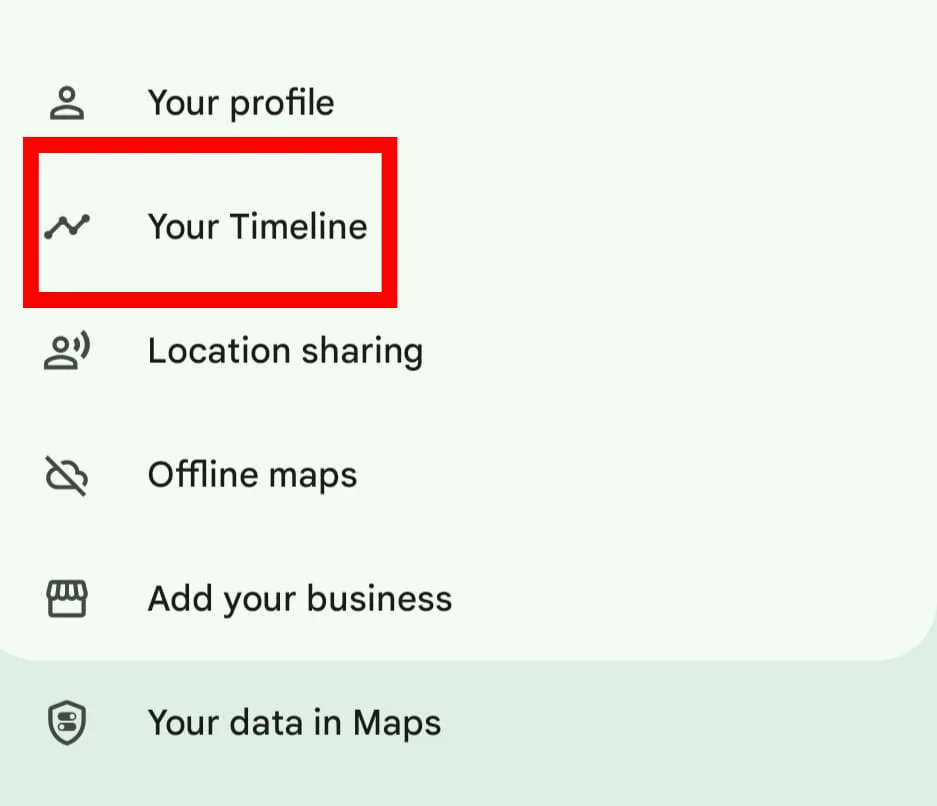 Your profile
Your Timeline
Location sharing
Offline maps
Add your business
Your data in Maps